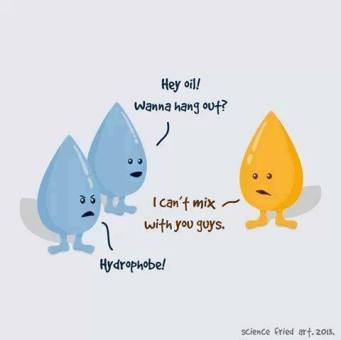 Hey oil!
Wanna hang out?
I can't mix
with you guys.
Hydrophobe!
science fried art. 2013.